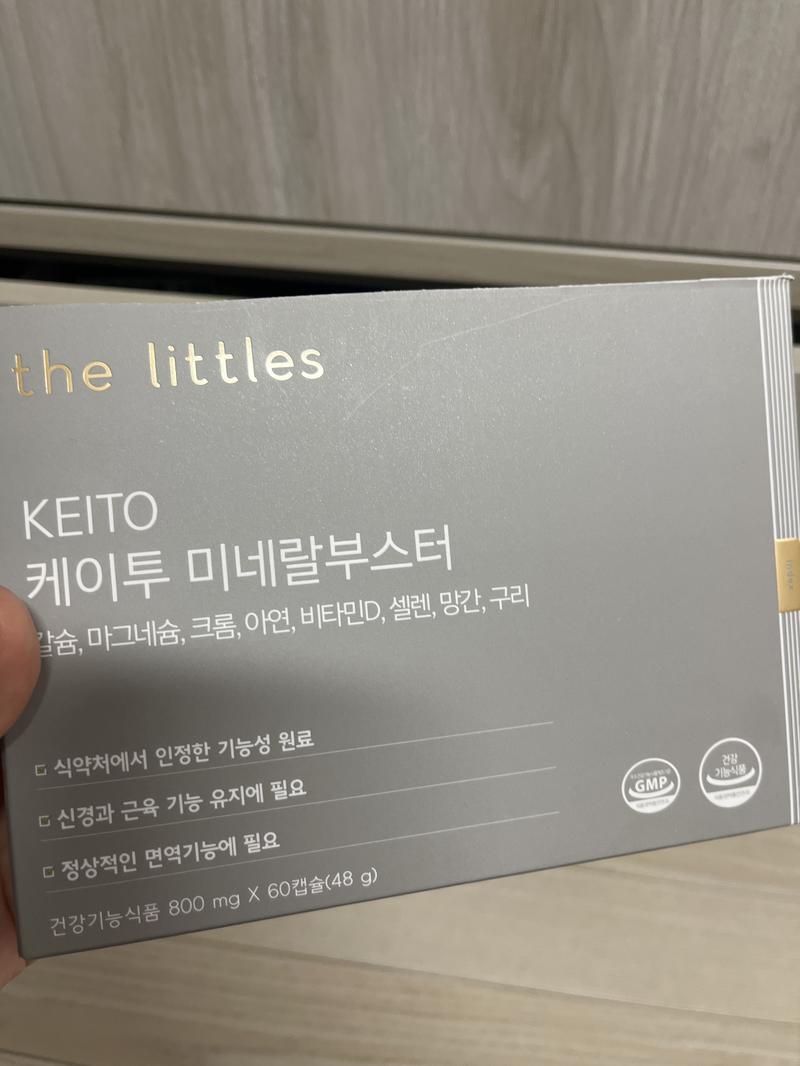 the littles
KEITO
케이투 미네랄부스터
칼슘, 마그네슘, 크롬, 아연, 비타민D, 셀렌, 망간, 구리
식약처에서 인정한 기능성 원료
신경과 근육 기능 유지에 필요
정상적인 면역기능에 필요
건강기능식품 800 mg X 60캡슐(48 g)
GMP
건강
기능식품
index